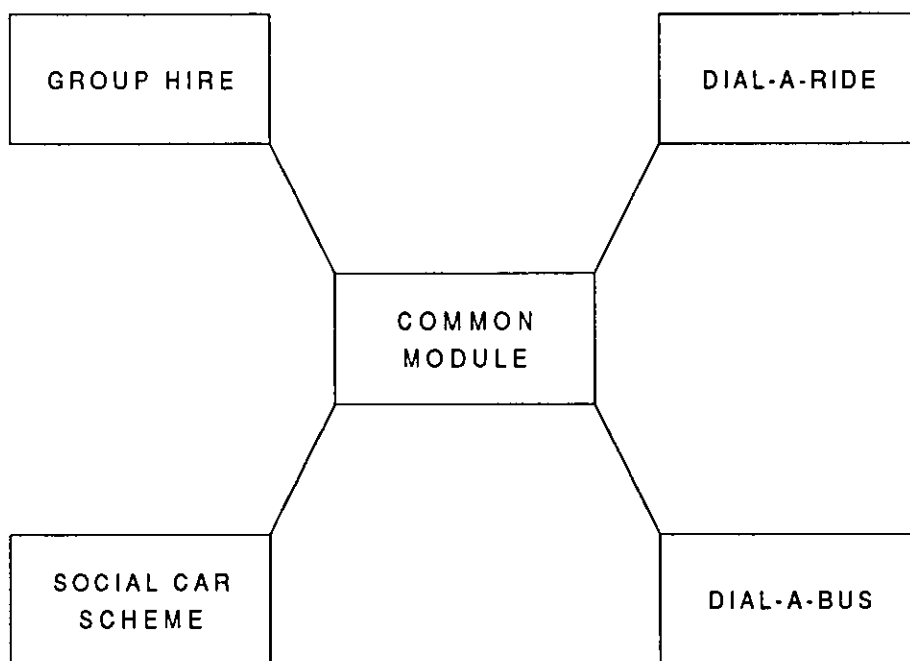 GROUP HIRE
DIAL-A-RIDE
COMMON
MODULE
SOCIAL CAR
SCHEME
DIAL-A-BUS